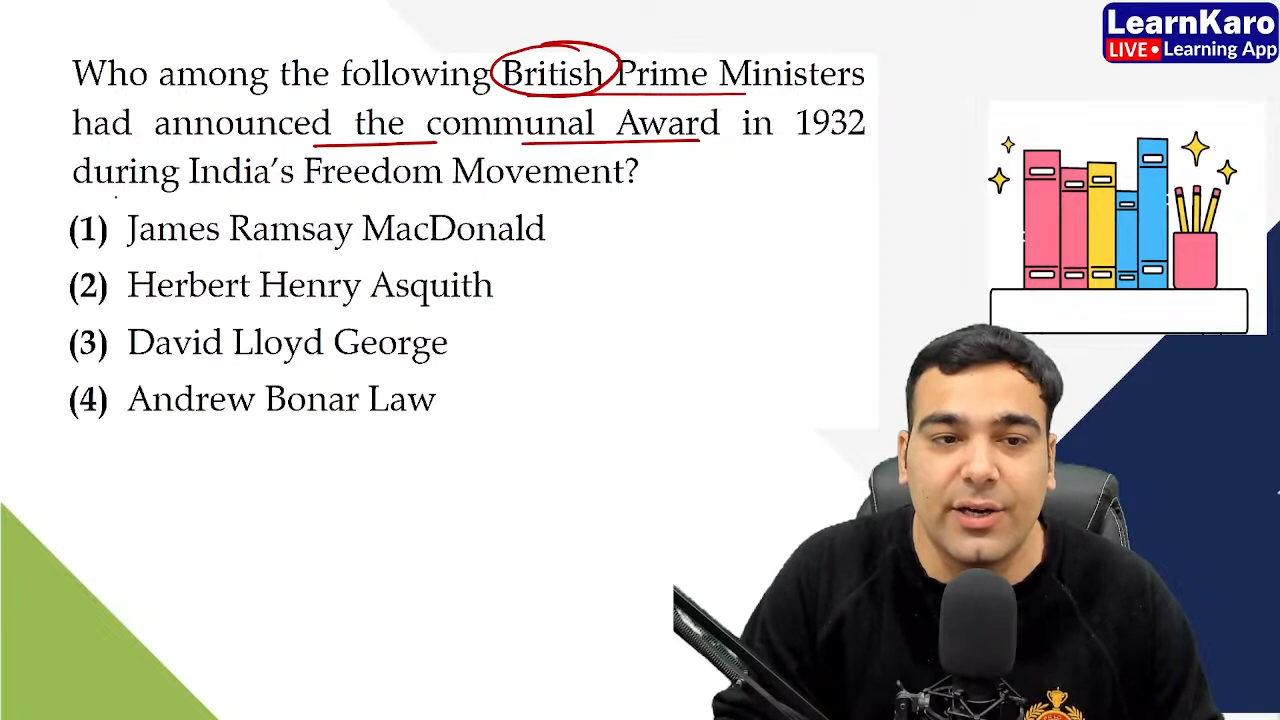 LearnKaro
LIVE • Learning App
Who among the following British Prime Ministers
had announced the communal Award in 1932
during India's Freedom Movement?
(1) James Ramsay MacDonald
(2) Herbert Henry Asquith
(3) David Lloyd George
(4) Andrew Bonar Law